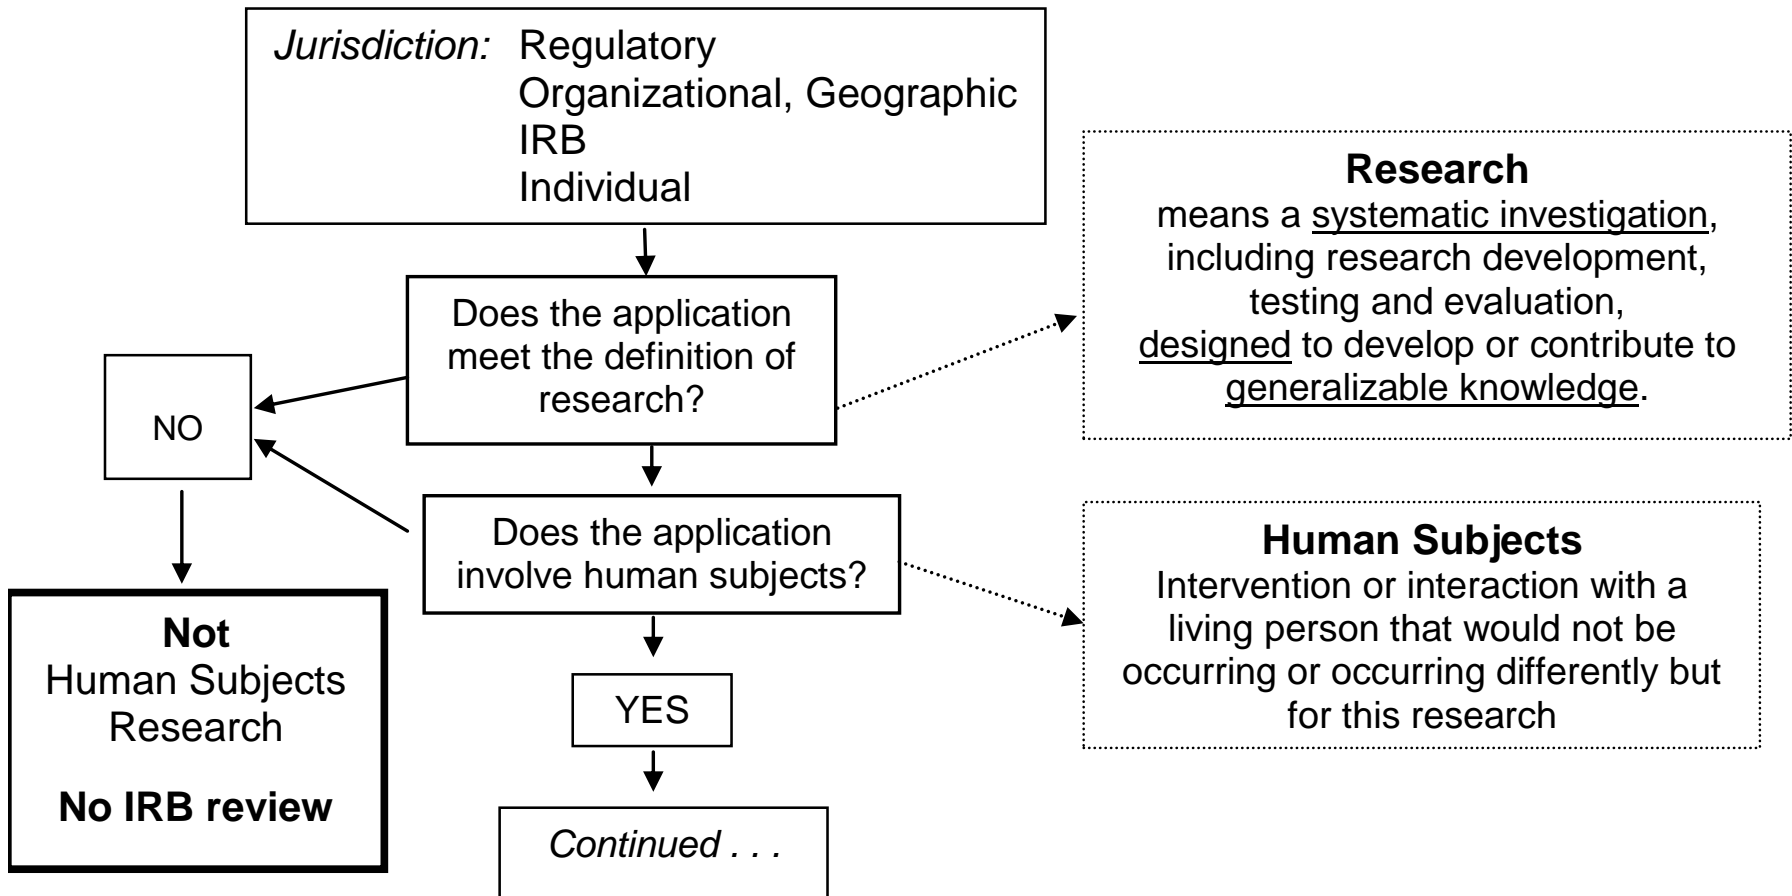 Jurisdiction: Regulatory
Organizational, Geographic
IRB
Individual
Does the application
meet the definition of
research?
Research
means a systematic investigation,
including research development,
testing and evaluation,
designed to develop or contribute to
generalizable knowledge.
NO
Does the application
involve human subjects?
Human Subjects
Intervention or interaction with a
living person that would not be
occurring or occurring differently but
for this research
Not
Human Subjects
Research
No IRB review
YES
Continued . . .